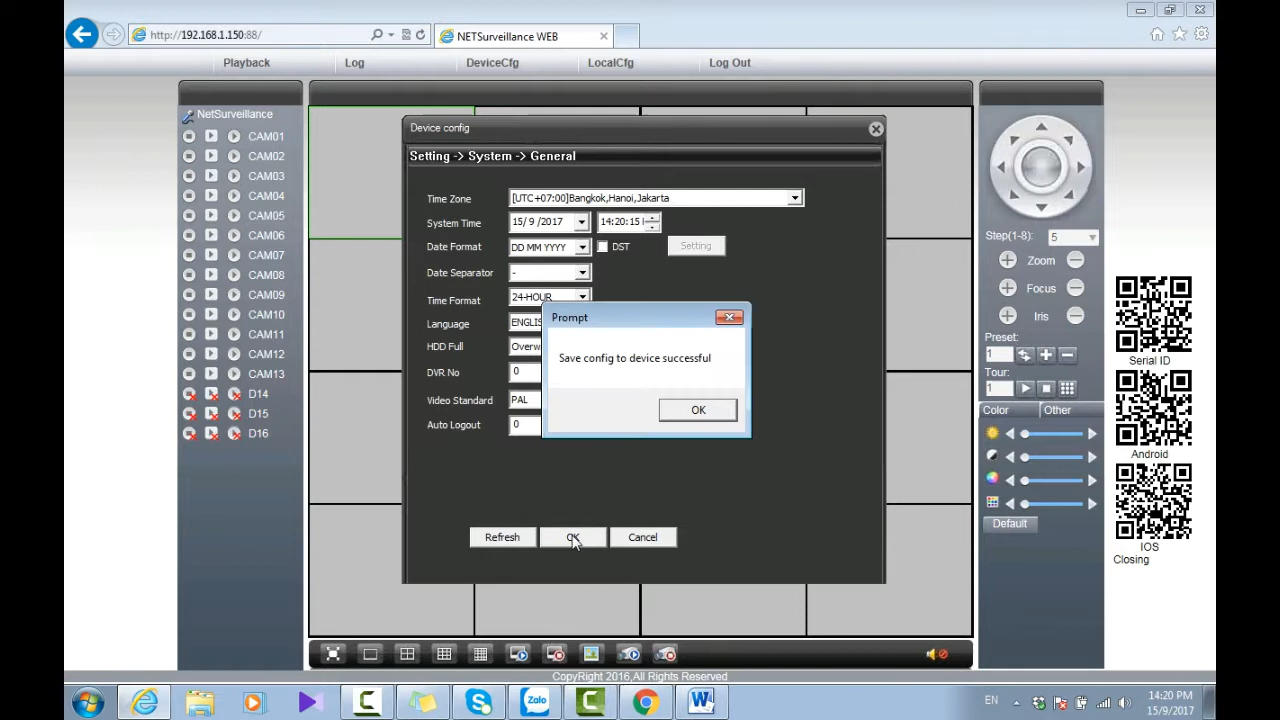 http://192.168.1.150:88/
NETSurveillance WEB
Playback
Log
DeviceCfg
LocalCfg
Log Out
NetSurveillance
CAM01
CAM02
CAM03
CAM04
CAM05
CAM06
CAM07
CAM08
CAM09
CAM10
CAM11
CAM12
CAM13
D14
D15
D16
Device config
Setting -> System -> General
Time Zone [UTC+07:00]Bangkok,Hanoi,Jakarta
System Time 15/ 9 /2017 14:20:15
Date Format DD MM YYYY DST Setting
Date Separator -
Time Format 24-HOUR
Language
HDD Full
DVR No 0
Video Standard PAL
Auto Logout 0
Prompt
Save config to device successful
OK
Refresh
Cancel
Step(1-8): 5
Zoom
Focus
Iris
Preset:
1
Tour:
1
Color Other
Default
Serial ID
Android
IOS
Closing
CopyRight 2016,All Rights Reserved
Zalo
EN
14:20 PM
15/9/2017